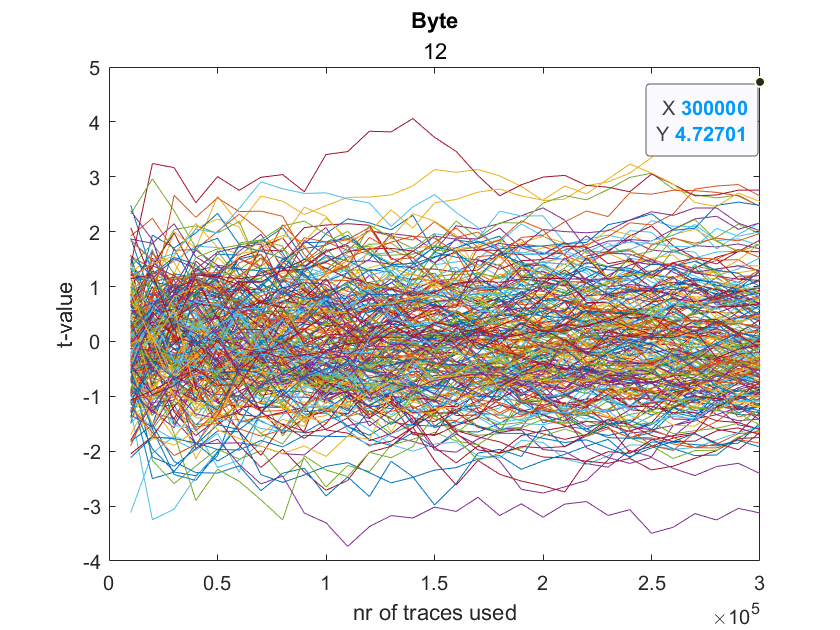 Byte
12
5
4
3
2
1
0
-1
-2
-3
-4
t-value
X 300000
Y 4.72701
0 0.5 1 1.5 2 2.5 3
nr of traces used
×10⁵